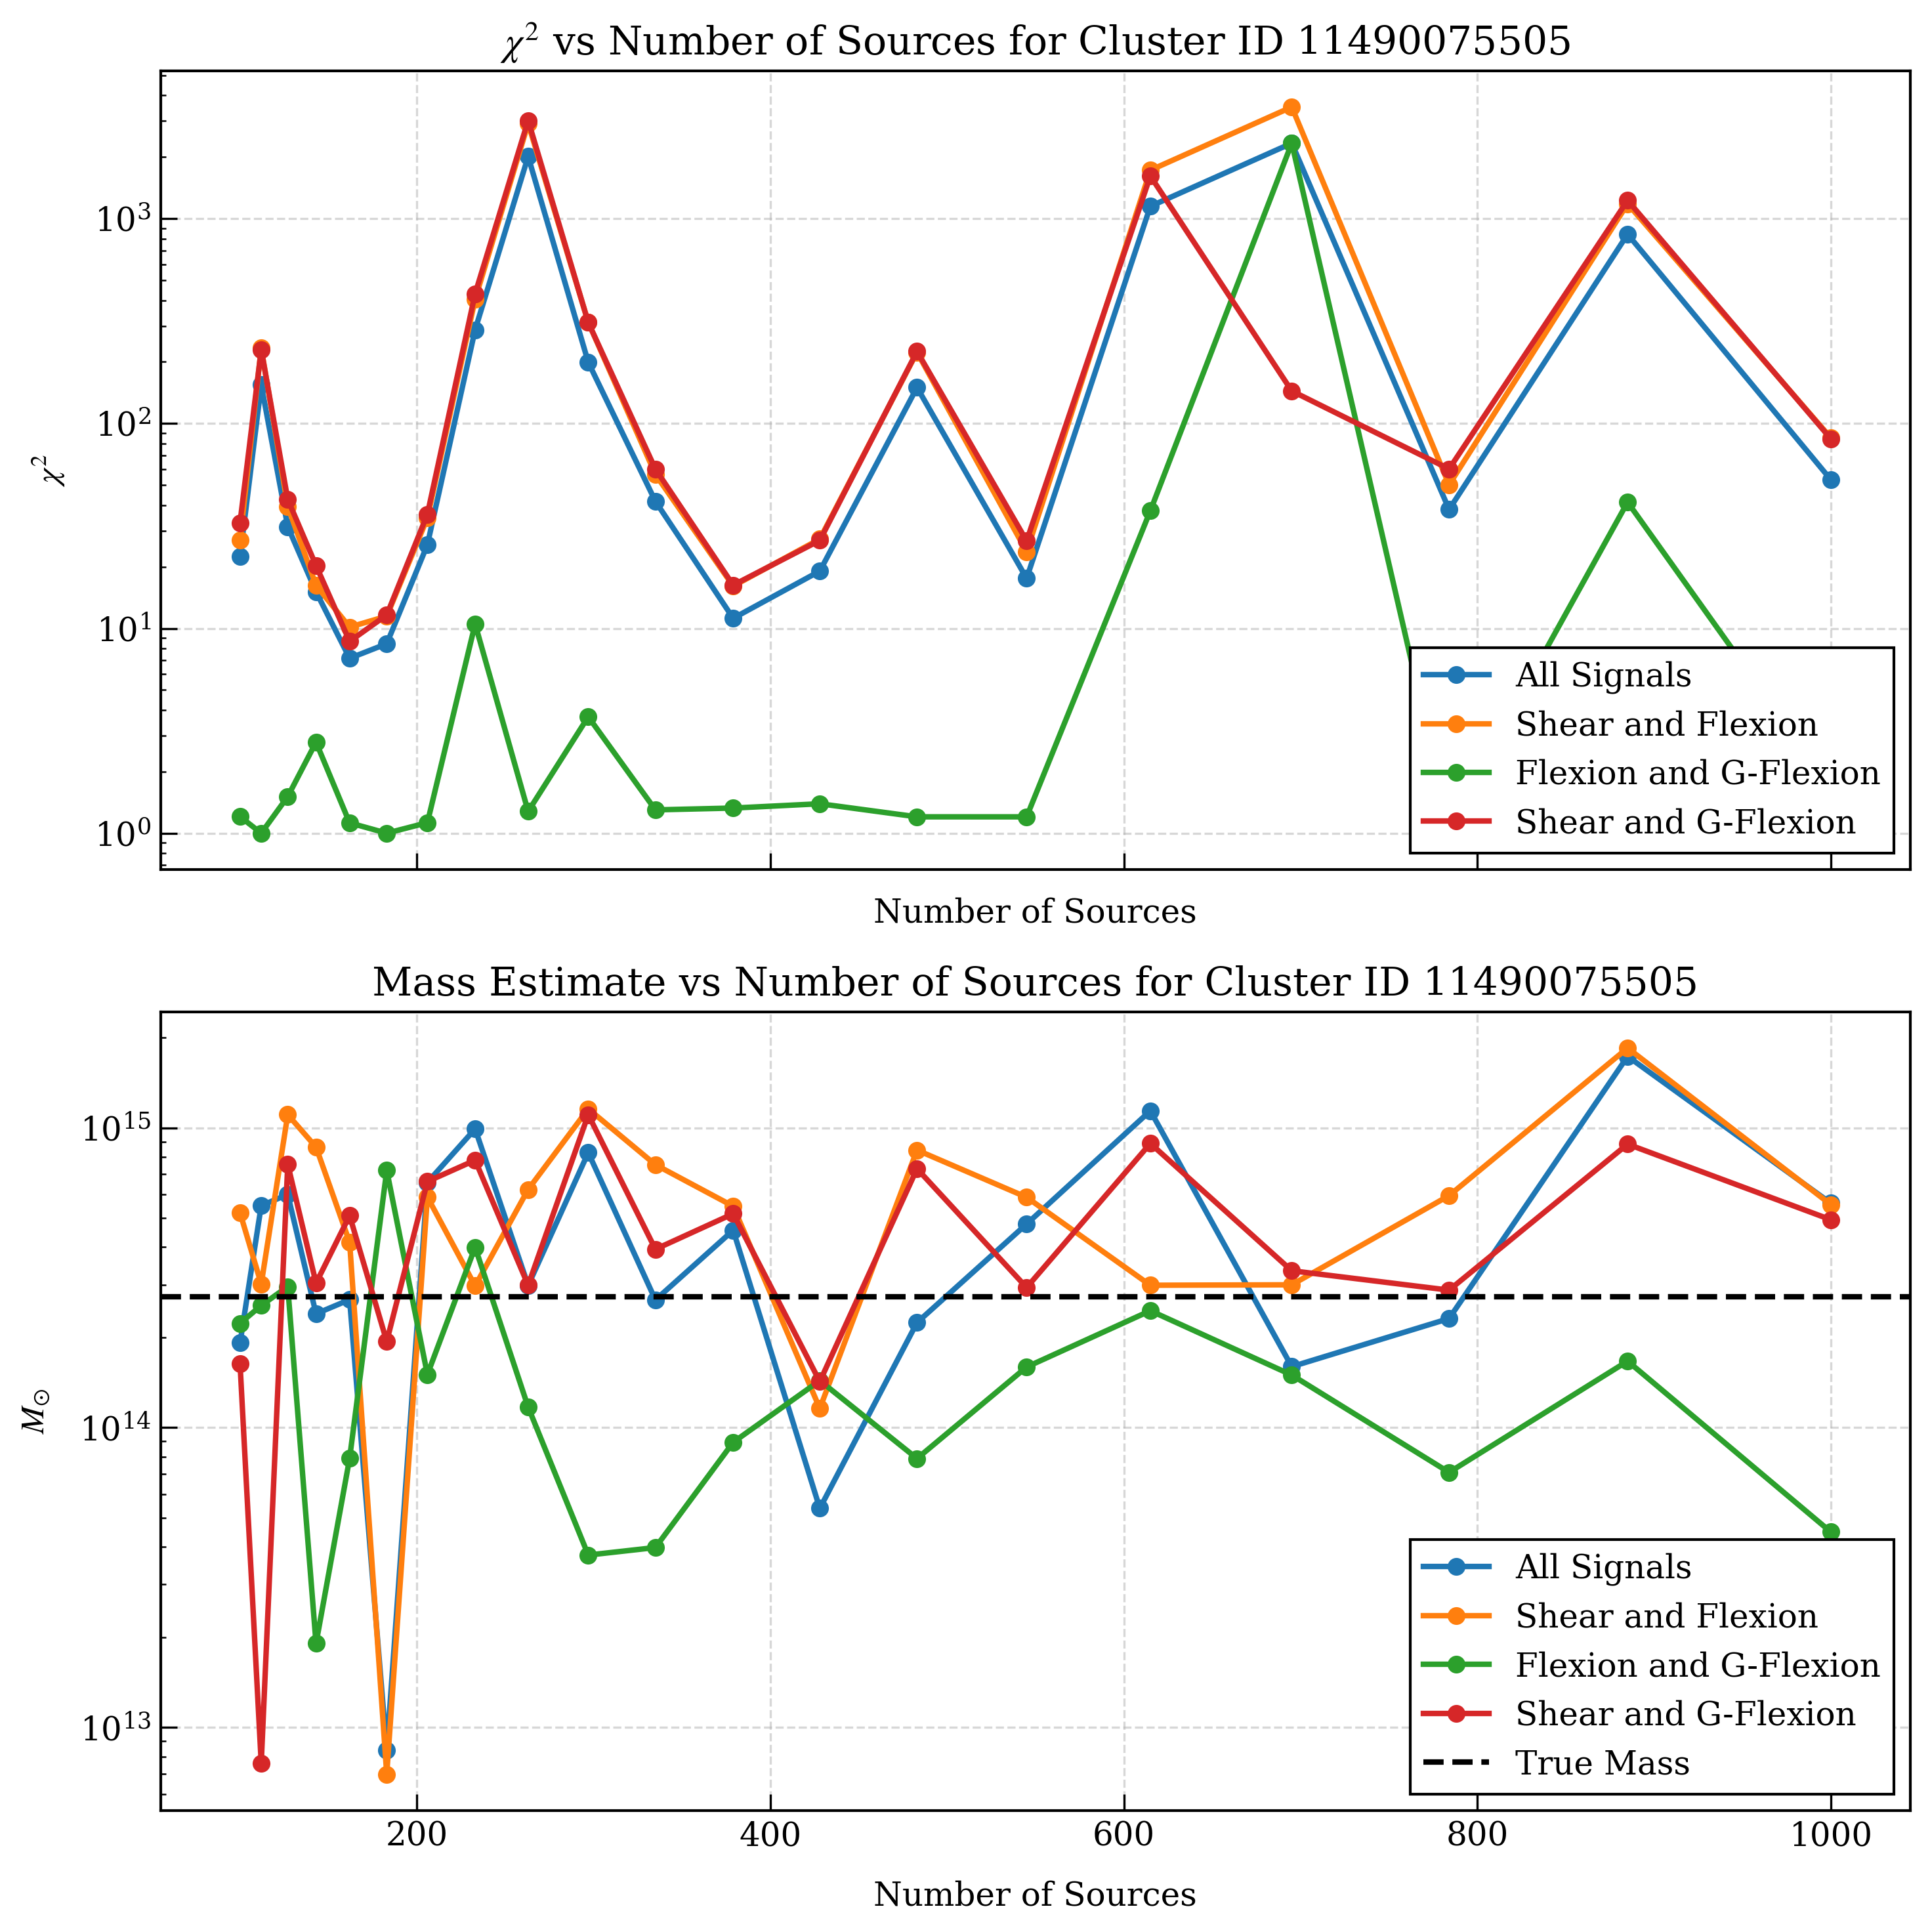 χ² vs Number of Sources for Cluster ID 11490075505
10³
10²
10¹
10⁰
χ²
All Signals
Shear and Flexion
Flexion and G-Flexion
Shear and G-Flexion
Number of Sources
Mass Estimate vs Number of Sources for Cluster ID 11490075505
10¹⁵
10¹⁴
10¹³
M⊙
All Signals
Shear and Flexion
Flexion and G-Flexion
Shear and G-Flexion
True Mass
200 400 600 800 1000
Number of Sources